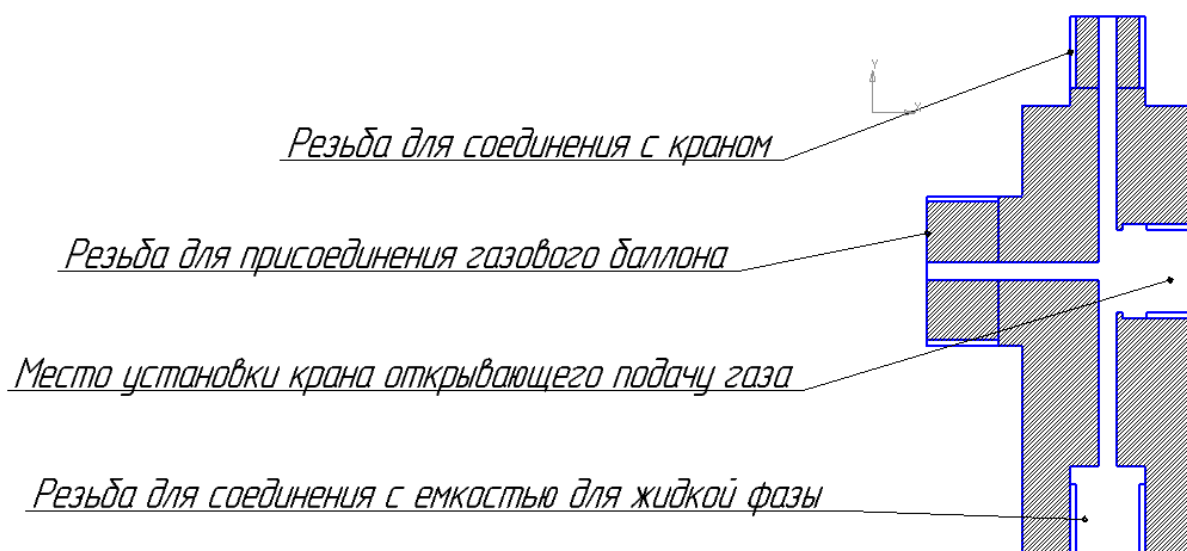 Y
X
Резьба для соединения с краном
Резьба для присоединения газового баллона
Место установки крана открывающего подачу газа
Резьба для соединения с емкостью для жидкой фазы